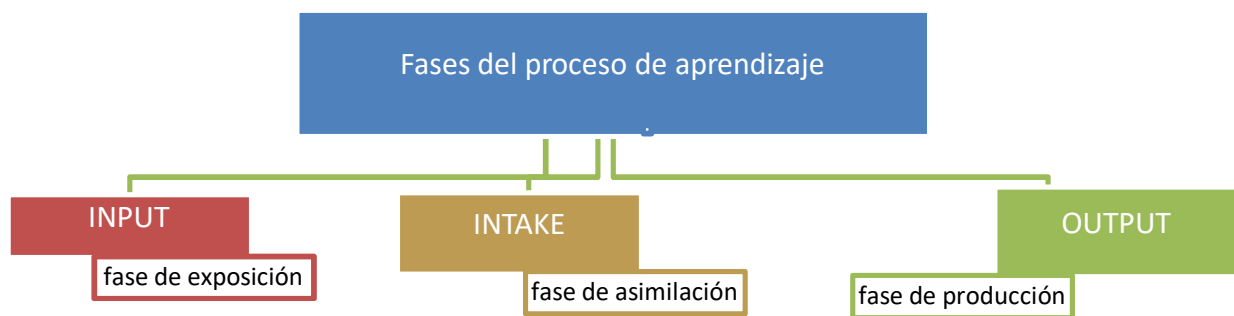 Fases del proceso de aprendizaje
.
INPUT
fase de exposición
INTAKE
fase de asimilación
OUTPUT
fase de producción